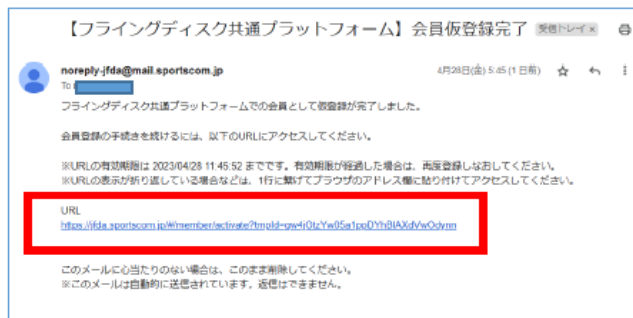 【フライングディスク共通プラットフォーム】会員仮登録完了 受信トレイ×
noreply-jfda@mail.sportscom.jp 4月28日(金) 5:45 (1 日前)
To
フライングディスク共通プラットフォームでの会員として仮登録が完了しました。
会員登録の手続きを続けるには、以下のURLにアクセスしてください。
※URLの有効期限は 2023/04/28 11:45:52 までです。有効期限が経過した場合は、再度登録しなおしてください。
※URLの表示が折り返している場合などは、1行に繋げてブラウザのアドレス欄に貼り付けてアクセスしてください。
URL
https://jfda.sportscom.jp/#/member/activate?tmpId=
このメールに心当たりのない場合は、このまま削除してください。
※このメールは自動的に送信されています。返信はできません。